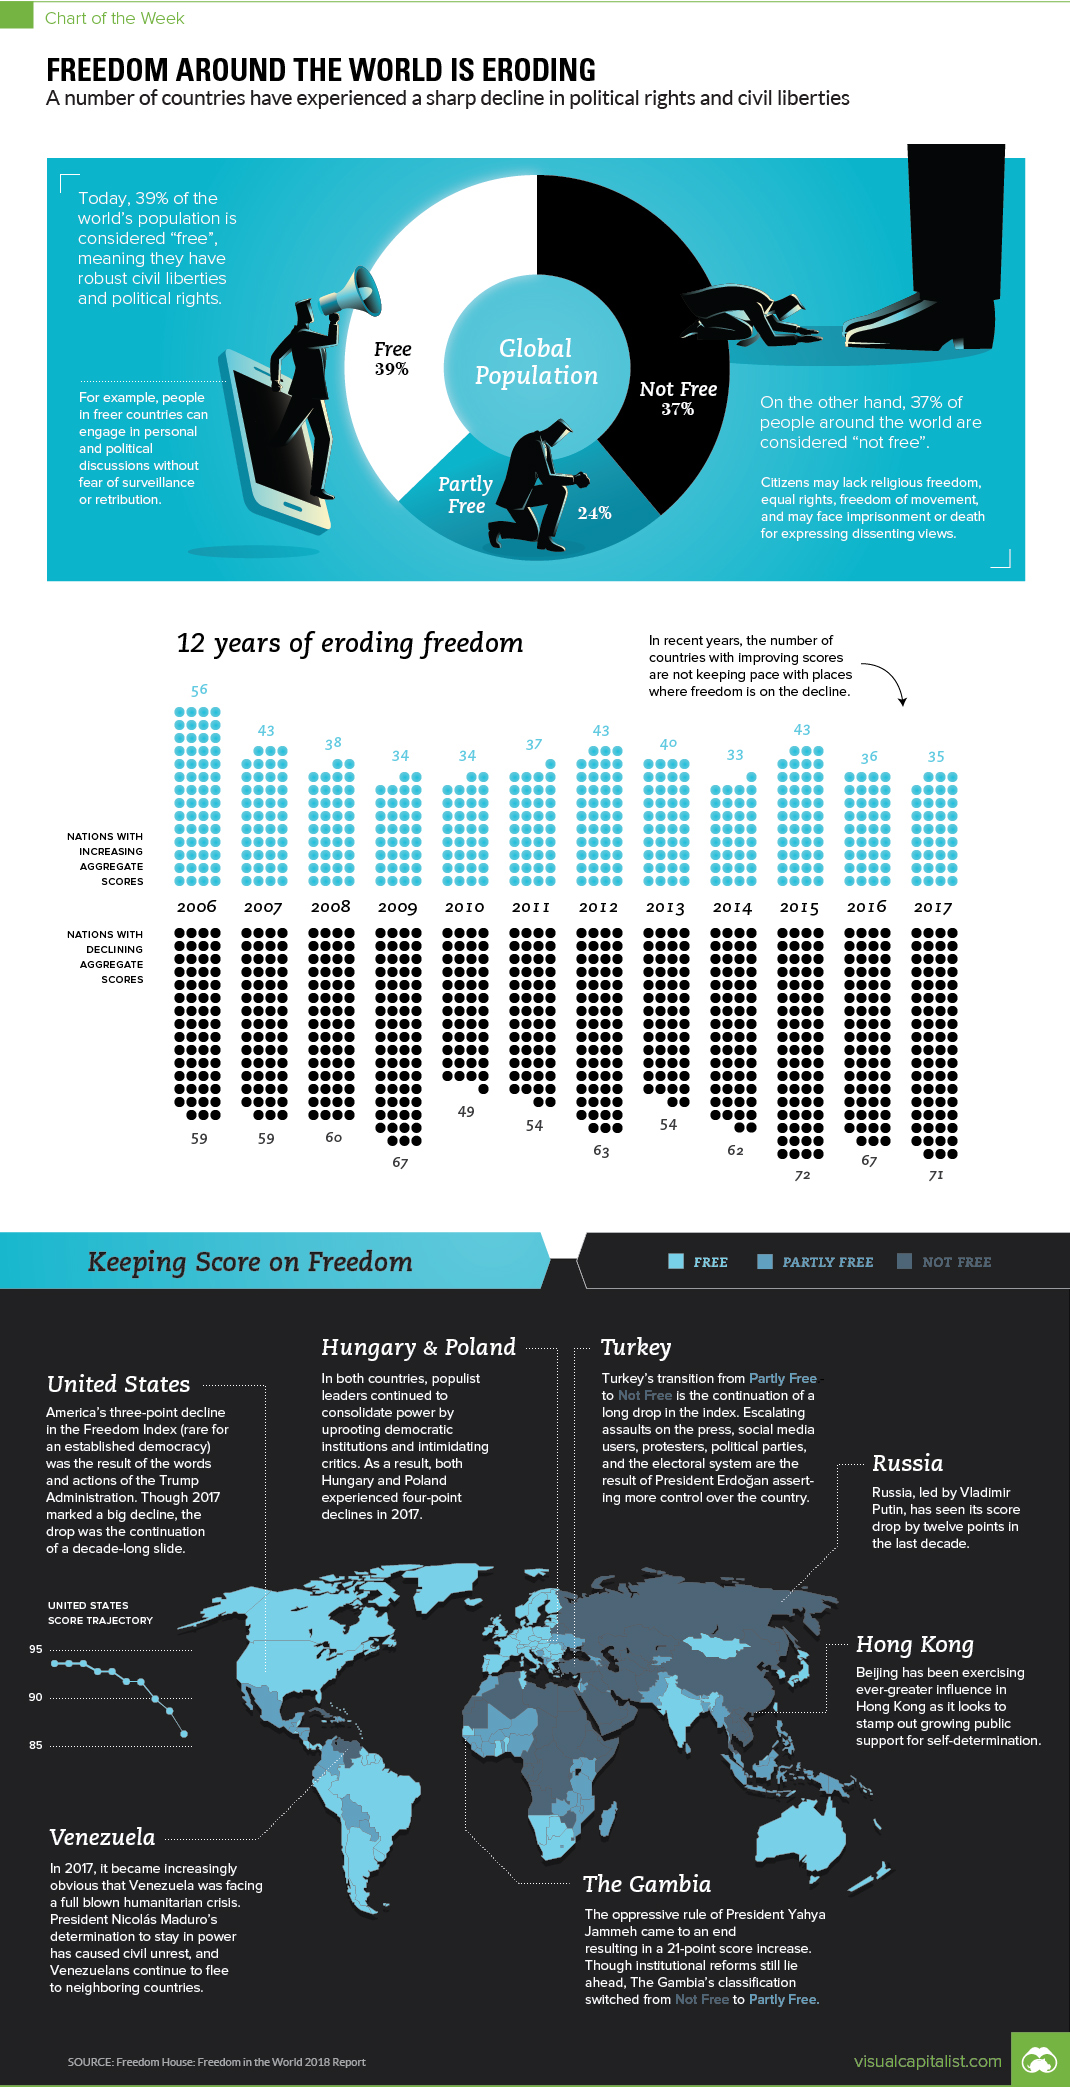 Chart of the Week
FREEDOM AROUND THE WORLD IS ERODING
A number of countries have experienced a sharp decline in political rights and civil liberties
Today, 39% of the
world's population is
considered “free”,
meaning they have
robust civil liberties
and political rights.
For example, people
in freer countries can
engage in personal
and political
discussions without
fear of surveillance
or retribution.
Free
39%
Global
Population
Not Free
37%
Partly
Free
24%
On the other hand, 37% of
people around the world are
considered “not free”.
Citizens may lack religious freedom,
equal rights, freedom of movement,
and may face imprisonment or death
for expressing dissenting views.
12 years of eroding freedom
In recent years, the number of
countries with improving scores
are not keeping pace with places
where freedom is on the decline.
56 43 38 34 34 37 43 40 33 43 36 35
NATIONS WITH
INCREASING
AGGREGATE
SCORES
2006 2007 2008 2009 2010 2011 2012 2013 2014 2015 2016 2017
NATIONS WITH
DECLINING
AGGREGATE
SCORES
59 59 60 67 49 54 63 54 62 72 67 71
Keeping Score on Freedom
FREE PARTLY FREE NOT FREE
United States
America's three-point decline
in the Freedom Index (rare for
an established democracy)
was the result of the words
and actions of the Trump
Administration. Though 2017
marked a big decline, the
drop was the continuation
of a decade-long slide.
UNITED STATES
SCORE TRAJECTORY
95
90
85
Hungary & Poland
In both countries, populist
leaders continued to
consolidate power by
uprooting democratic
institutions and intimidating
critics. As a result, both
Hungary and Poland
experienced four-point
declines in 2017.
Turkey
Turkey's transition from Partly Free
to Not Free is the continuation of a
long drop in the index. Escalating
assaults on the press, social media
users, protesters, political parties,
and the electoral system are the
result of President Erdoğan assert-
ing more control over the country.
Russia
Russia, led by Vladimir
Putin, has seen its score
drop by twelve points in
the last decade.
Hong Kong
Beijing has been exercising
ever-greater influence in
Hong Kong as it looks to
stamp out growing public
support for self-determination.
Venezuela
In 2017, it became increasingly
obvious that Venezuela was facing
a full blown humanitarian crisis.
President Nicolás Maduro's
determination to stay in power
has caused civil unrest, and
Venezuelans continue to flee
to neighboring countries.
The Gambia
The oppressive rule of President Yahya
Jammeh came to an end
resulting in a 21-point score increase.
Though institutional reforms still lie
ahead, The Gambia's classification
switched from Not Free to Partly Free.
SOURCE: Freedom House: Freedom in the World 2018 Report
visualcapitalist.com